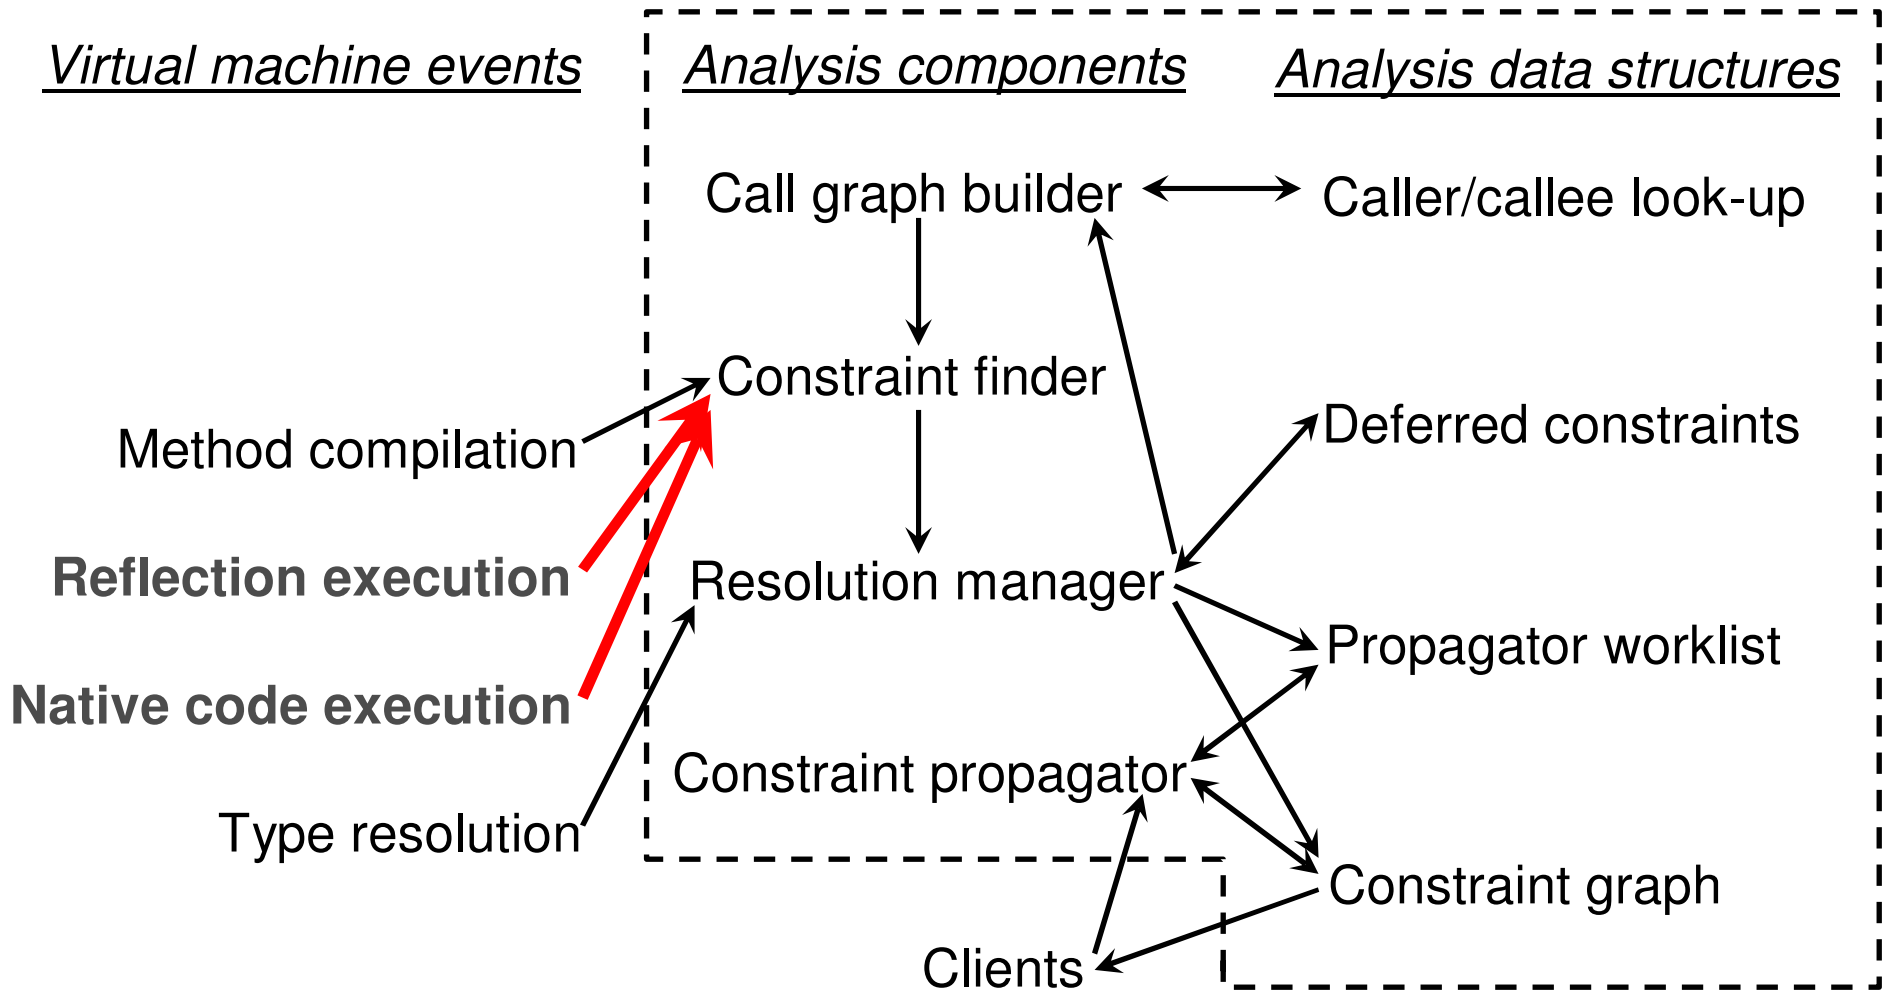 Virtual machine events
Analysis components
Analysis data structures
Call graph builder
Caller/callee look-up
Constraint finder
Method compilation
Deferred constraints
Reflection execution
Resolution manager
Propagator worklist
Native code execution
Constraint propagator
Type resolution
Constraint graph
Clients